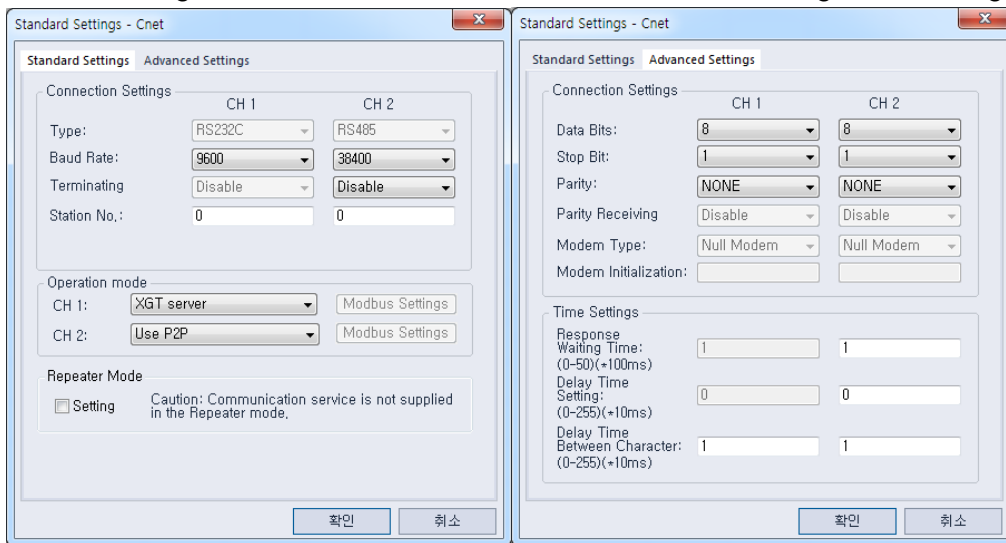 Standard Settings - Cnet
Standard Settings Advanced Settings
Connection Settings
CH 1 CH 2
Type: RS232C RS485
Baud Rate: 9600 38400
Terminating Disable Disable
Station No.: 0 0
Operation mode
CH 1: XGT server Modbus Settings
CH 2: Use P2P Modbus Settings
Repeater Mode
Setting Caution: Communication service is not supplied
in the Repeater mode.
확인 취소
Standard Settings - Cnet
Standard Settings Advanced Settings
Connection Settings
CH 1 CH 2
Data Bits: 8 8
Stop Bit: 1 1
Parity: NONE NONE
Parity Receiving Disable Disable
Modem Type: Null Modem Null Modem
Modem Initialization:
Time Settings
Response
Waiting Time: 1 1
(0-50)(*100ms)
Delay Time
Setting: 0 0
(0-255)(*10ms)
Delay Time
Between Character: 1 1
(0-255)(*10ms)
확인 취소